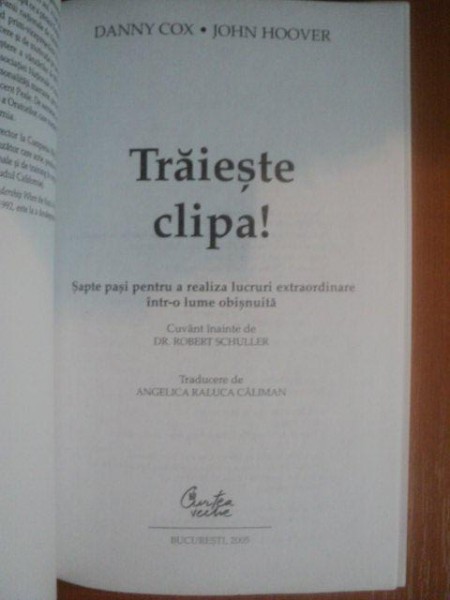 DANNY COX • JOHN HOOVER
Trăiește
clipa!
Șapte pași pentru a realiza lucruri extraordinare
într-o lume obișnuită
Cuvânt înainte de
DR. ROBERT SCHULLER
Traducere de
ANGELICA RALUCA CĂLIMAN
Curtea
veche
BUCUREȘTI, 2005